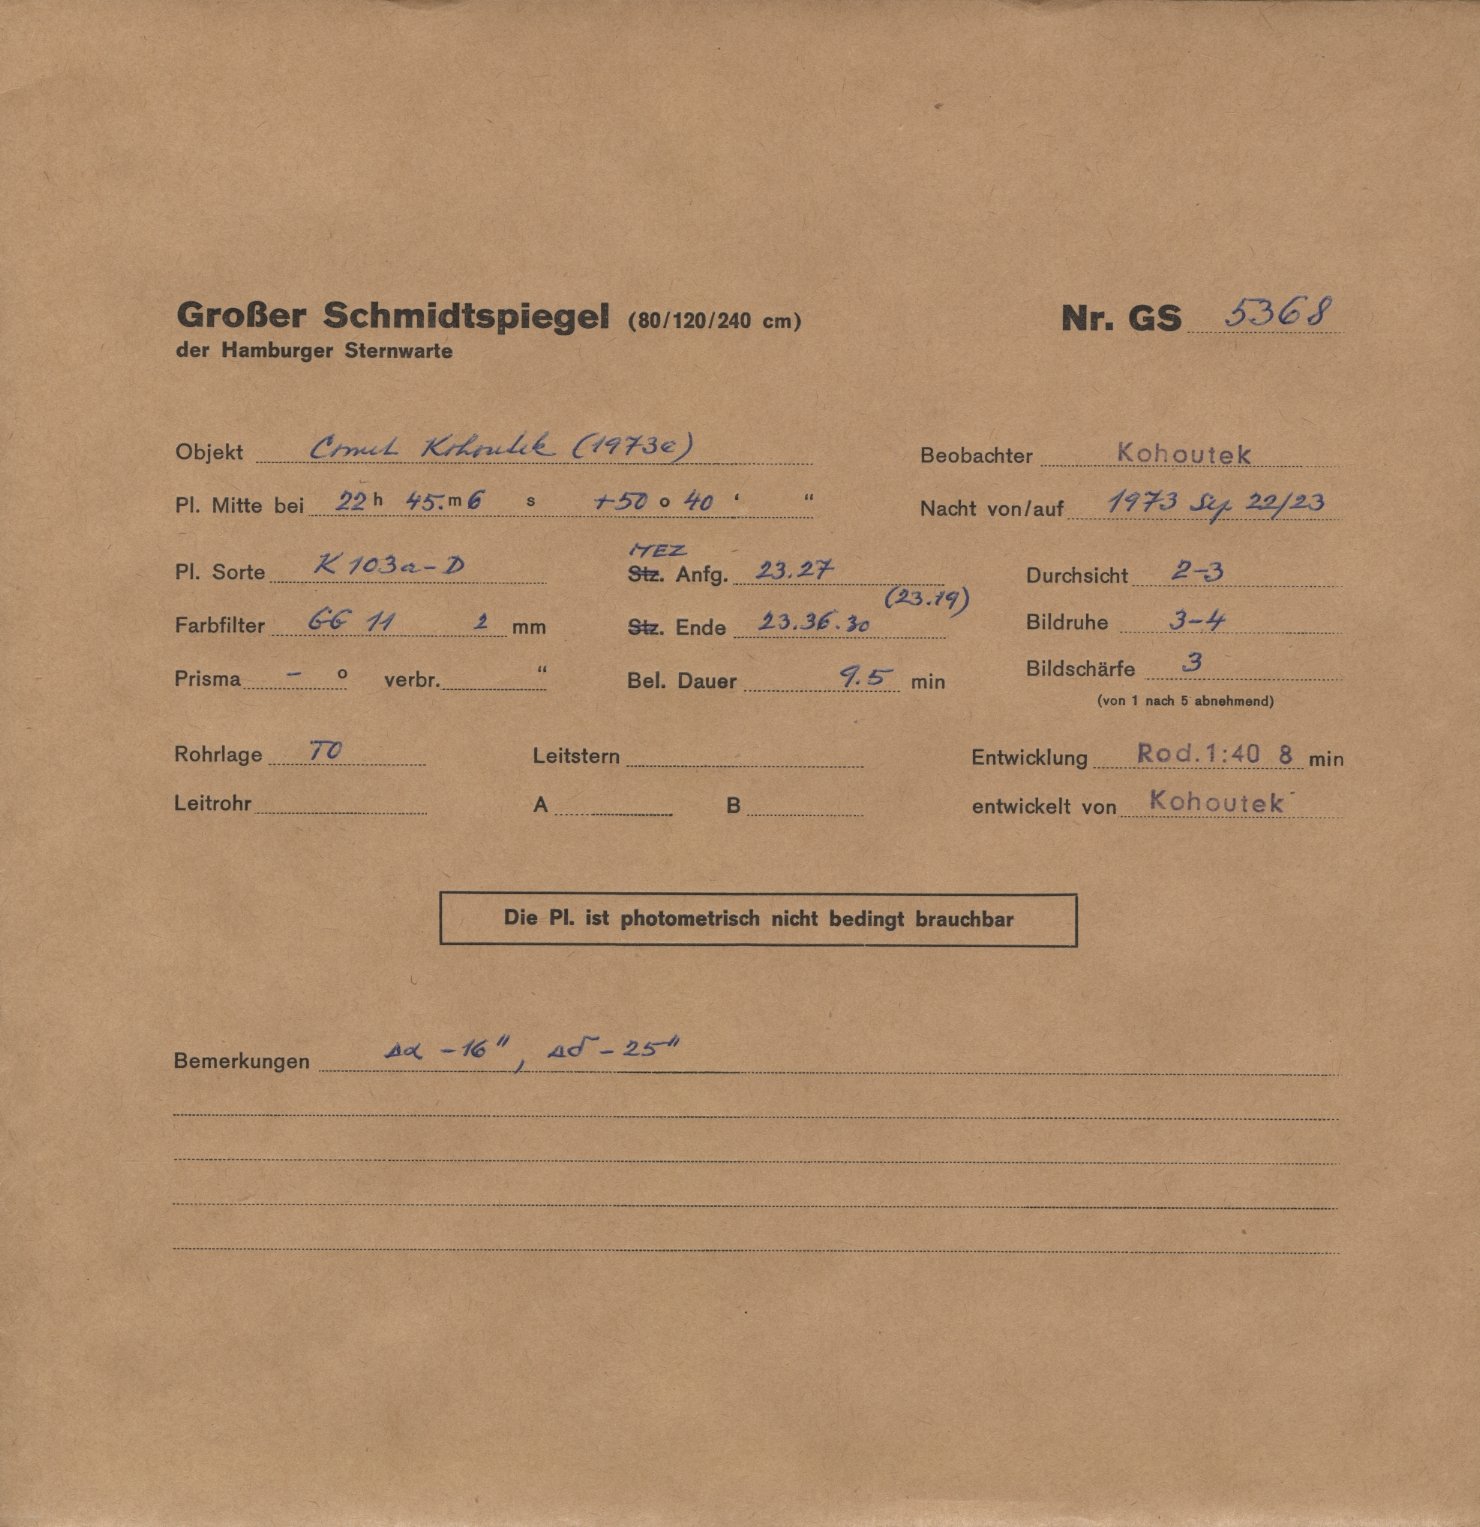 Großer Schmidtspiegel (80/120/240 cm) Nr. GS 5368
der Hamburger Sternwarte
Objekt Comet Kohoutek (1973e)
Beobachter Kohoutek
Pl. Mitte bei 22 h 45. m 6 s +50 o 40 ‘ “
Nacht von/auf 1973 Sep 22/23
MEZ
Pl. Sorte K 103a-D Stz. Anfg. 23.27 Durchsicht 2-3
(23.19)
Farbfilter GG 11 2 mm Stz. Ende 23.36.30 Bildruhe 3-4
Prisma - o verbr. “ Bel. Dauer 9.5 min Bildschärfe 3
(von 1 nach 5 abnehmend)
Rohrlage TO Leitstern Entwicklung Rod. 1:40 8 min
Leitrohr A B entwickelt von Kohoutek
Die Pl. ist photometrisch nicht bedingt brauchbar
Bemerkungen Δα -16", Δδ -25"